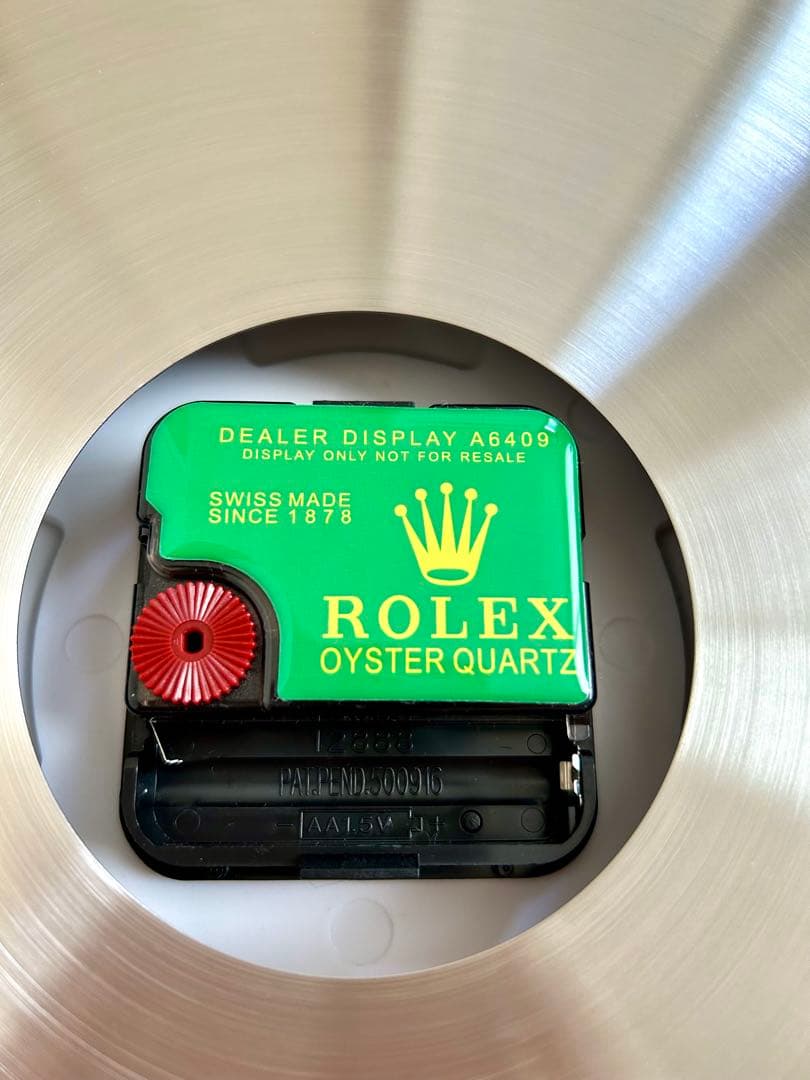 DEALER DISPLAY A6409
DISPLAY ONLY NOT FOR RESALE
SWISS MADE
SINCE 1878
ROLEX
OYSTER QUARTZ
12888
PAT.PEND.500916
− AA1.5V +